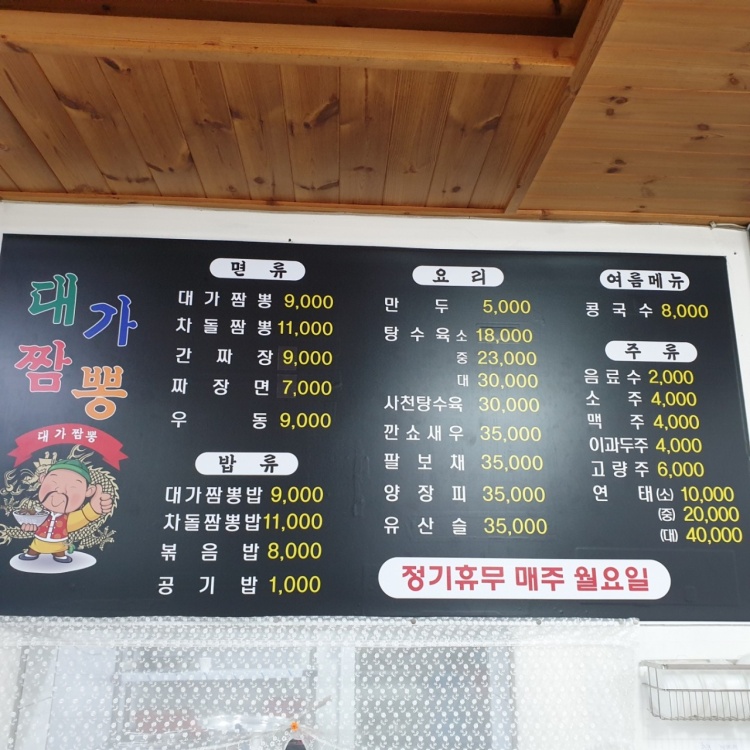 대가
짬뽕
대가짬뽕
면 류
대가짬뽕 9,000
차돌짬뽕 11,000
간 짜 장 9,000
짜 장 면 7,000
우 동 9,000
밥 류
대가짬뽕밥 9,000
차돌짬뽕밥 11,000
볶 음 밥 8,000
공 기 밥 1,000
요 리
만 두 5,000
탕 수 육 소 18,000
중 23,000
대 30,000
사천탕수육 30,000
깐 쇼 새 우 35,000
팔 보 채 35,000
양 장 피 35,000
유 산 슬 35,000
여름메뉴
콩 국 수 8,000
주 류
음 료 수 2,000
소 주 4,000
맥 주 4,000
이과두주 4,000
고 량 주 6,000
연 태 (소) 10,000
(중) 20,000
(대) 40,000
정기휴무 매주 월요일